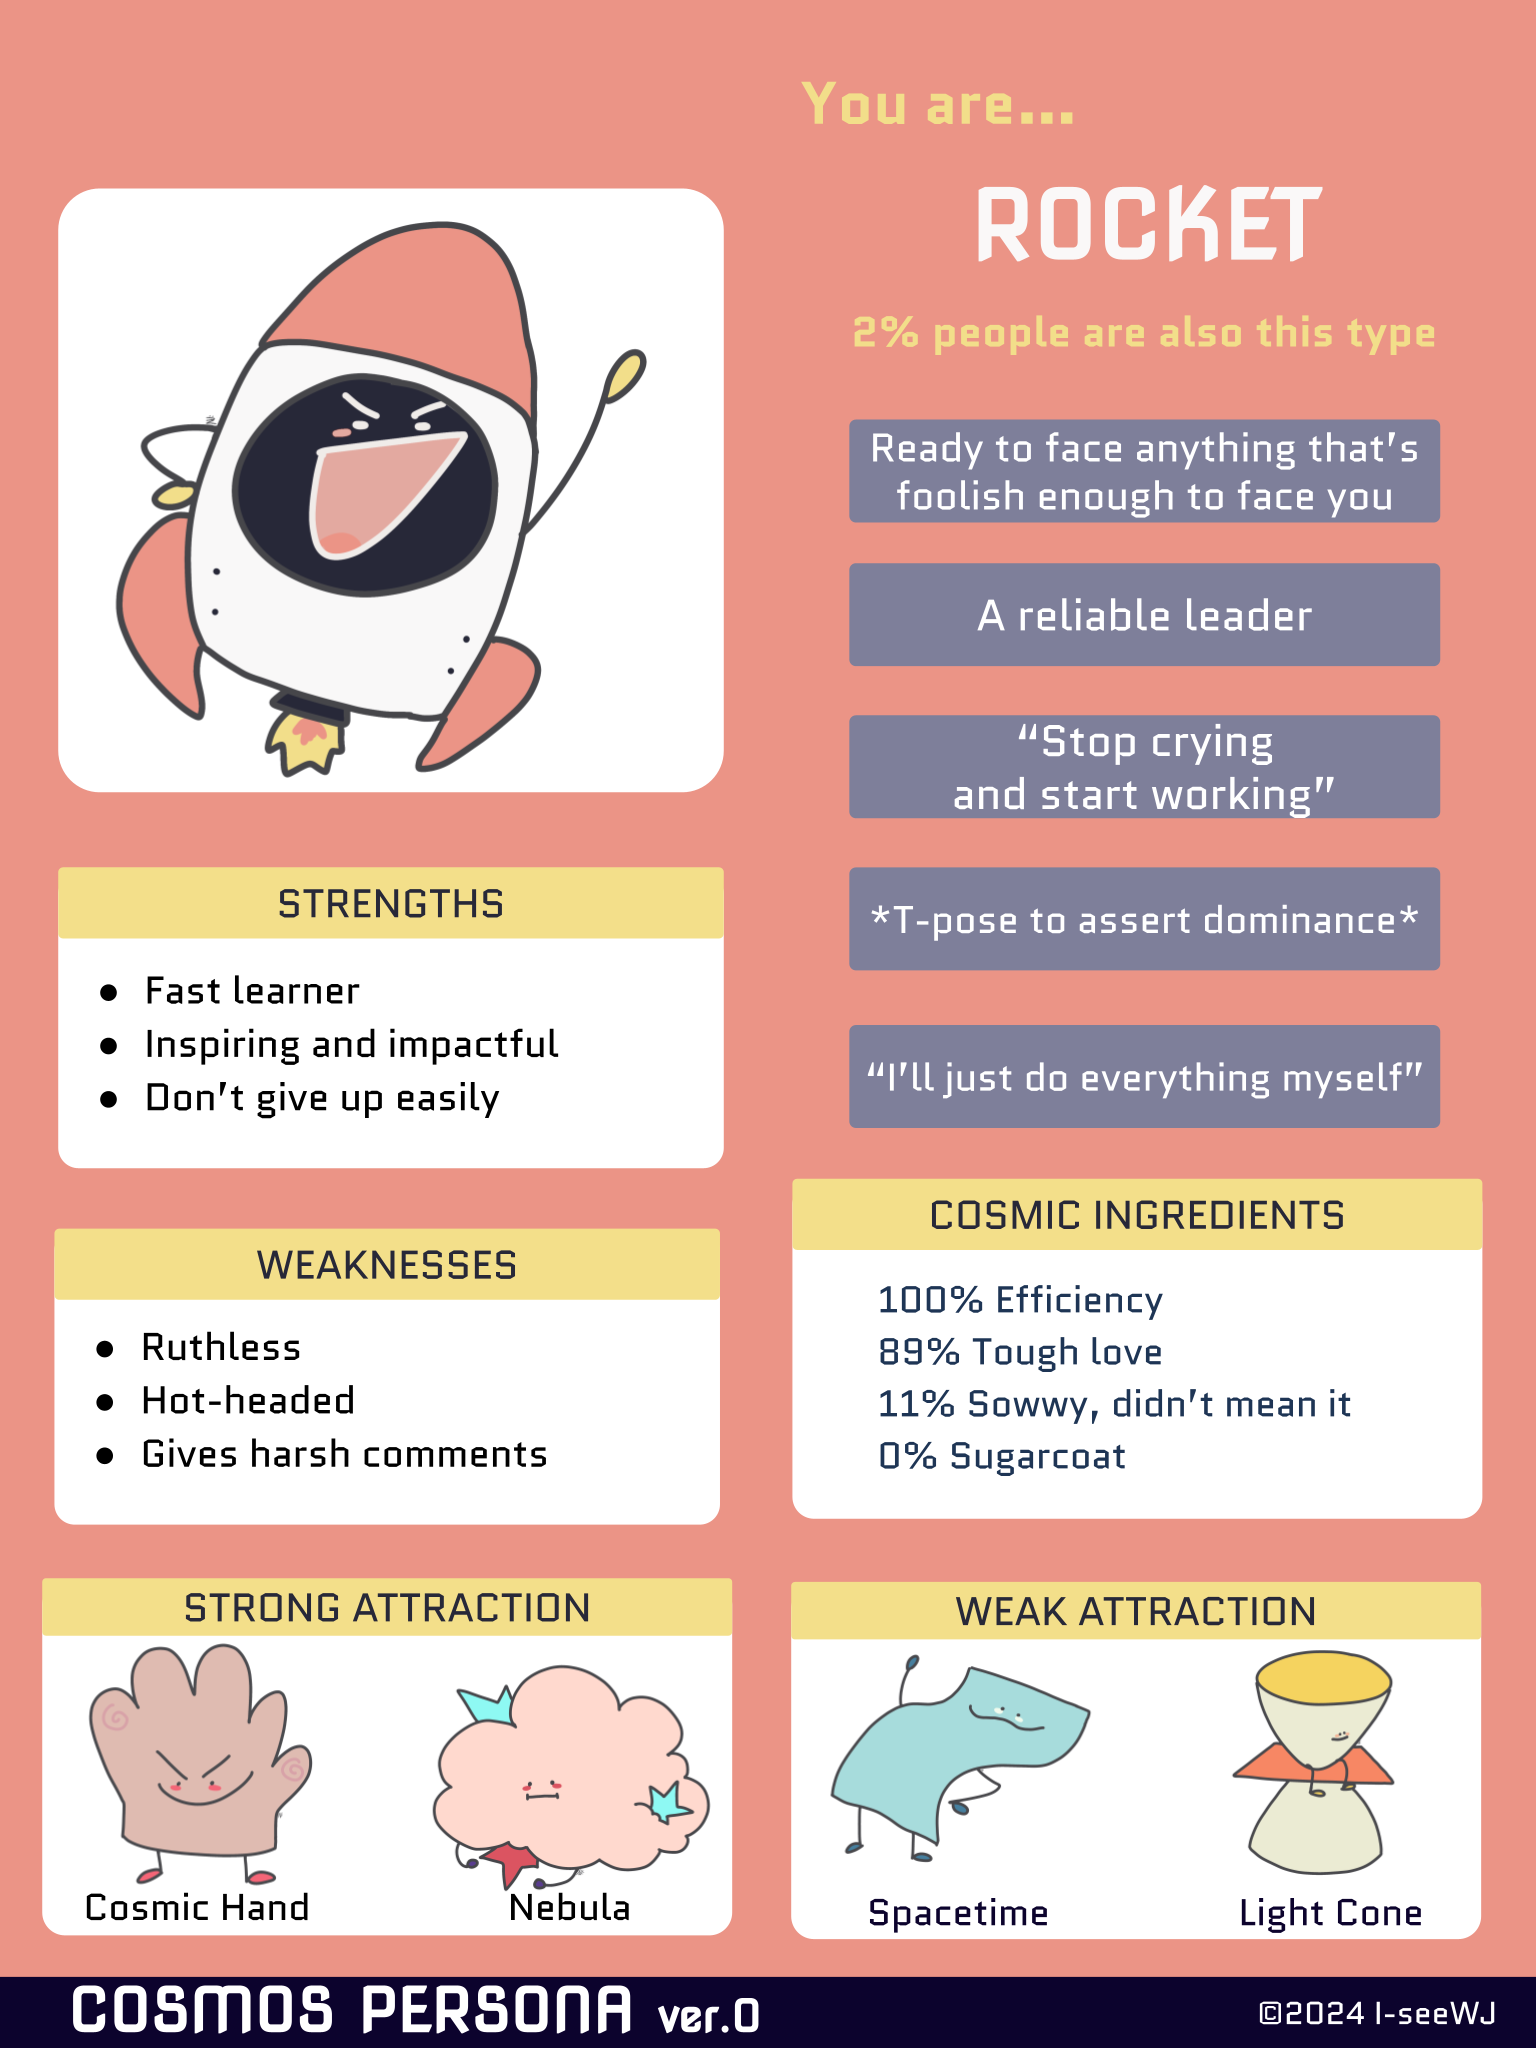 You are...
ROCKET
2% people are also this type
Ready to face anything that's
foolish enough to face you
A reliable leader
“Stop crying
and start working”
*T-pose to assert dominance*
“I'll just do everything myself”
STRENGTHS
● Fast learner
● Inspiring and impactful
● Don't give up easily
WEAKNESSES
● Ruthless
● Hot-headed
● Gives harsh comments
COSMIC INGREDIENTS
100% Efficiency
89% Tough love
11% Sowwy, didn't mean it
0% Sugarcoat
STRONG ATTRACTION
Cosmic Hand
Nebula
WEAK ATTRACTION
Spacetime
Light Cone
COSMOS PERSONA ver.0
©2024 I-seeWJ